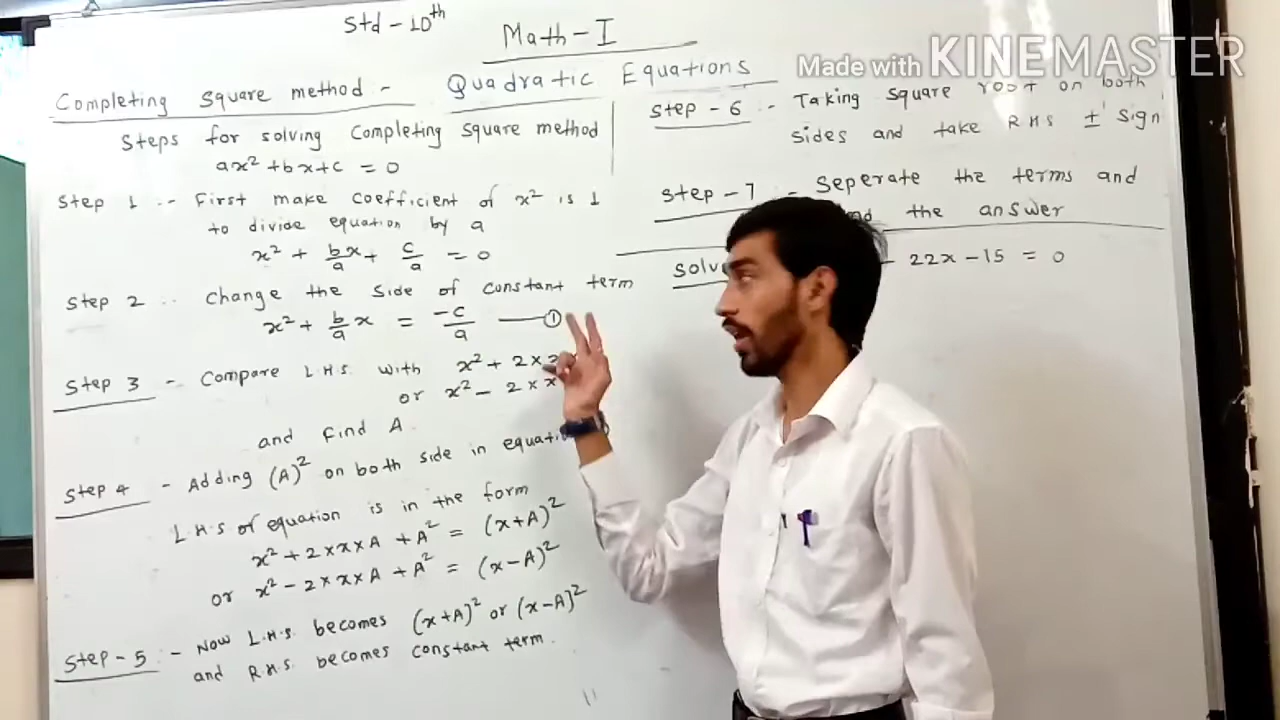 Std - 10th
Math - I
Made with KINEMASTER
Completing square method :- Quadratic Equations
Steps for solving completing square method
ax² + bx + c = 0
Step 1 :- First make coefficient of x² is 1
to divide equation by a
x² + b/a x + c/a = 0
Step 2 :- Change the side of constant term
x² + b/a x = -c/a —— ①
Step 3 - Compare L.H.S. with x² + 2 ×
or x² - 2 × x
and find A
Step 4 - Adding (A)² on both side in
L.H.S of equation is in the form
x² + 2 × x × A + A² = (x+A)²
or x² - 2 × x × A + A² = (x-A)²
Step - 5 :- Now L.H.S. becomes (x+A)² or (x-A)²
and R.H.S. becomes constant term.
Step - 6 :- Taking square root on both
sides and take R H S ± sign
Step - 7 :- Seperate the terms and
the answer
- 22x - 15 = 0